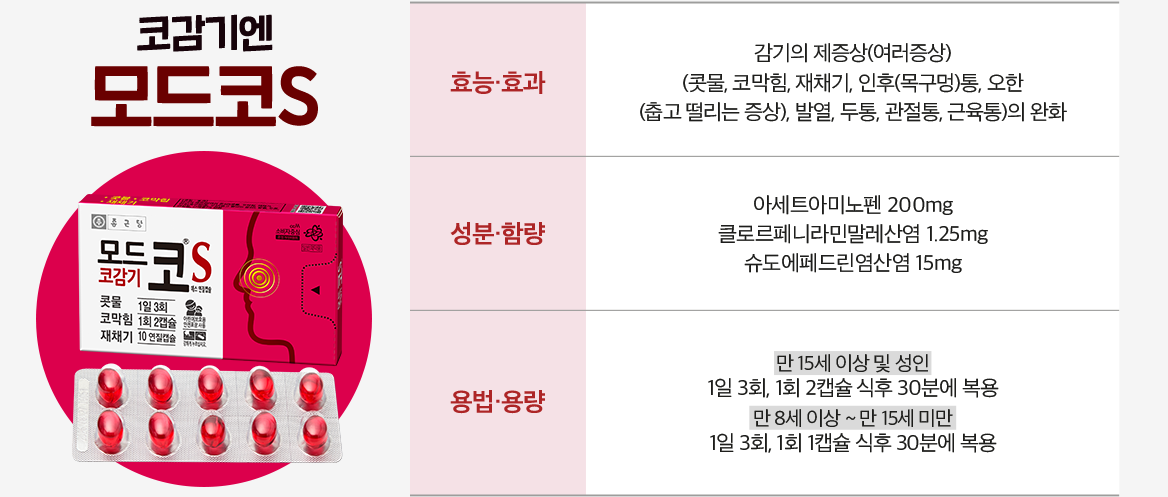 코감기엔
모드코S
종근당
모드
코감기
코®S
에스 연질캡슐
콧물
코막힘
재채기
1일 3회
1회 2캡슐
10 연질캡슐
효능·효과
감기의 제증상(여러증상)
(콧물, 코막힘, 재채기, 인후(목구멍)통, 오한
(춥고 떨리는 증상), 발열, 두통, 관절통, 근육통)의 완화
성분·함량
아세트아미노펜 200mg
클로르페니라민말레산염 1.25mg
슈도에페드린염산염 15mg
용법·용량
만 15세 이상 및 성인
1일 3회, 1회 2캡슐 식후 30분에 복용
만 8세 이상 ~ 만 15세 미만
1일 3회, 1회 1캡슐 식후 30분에 복용